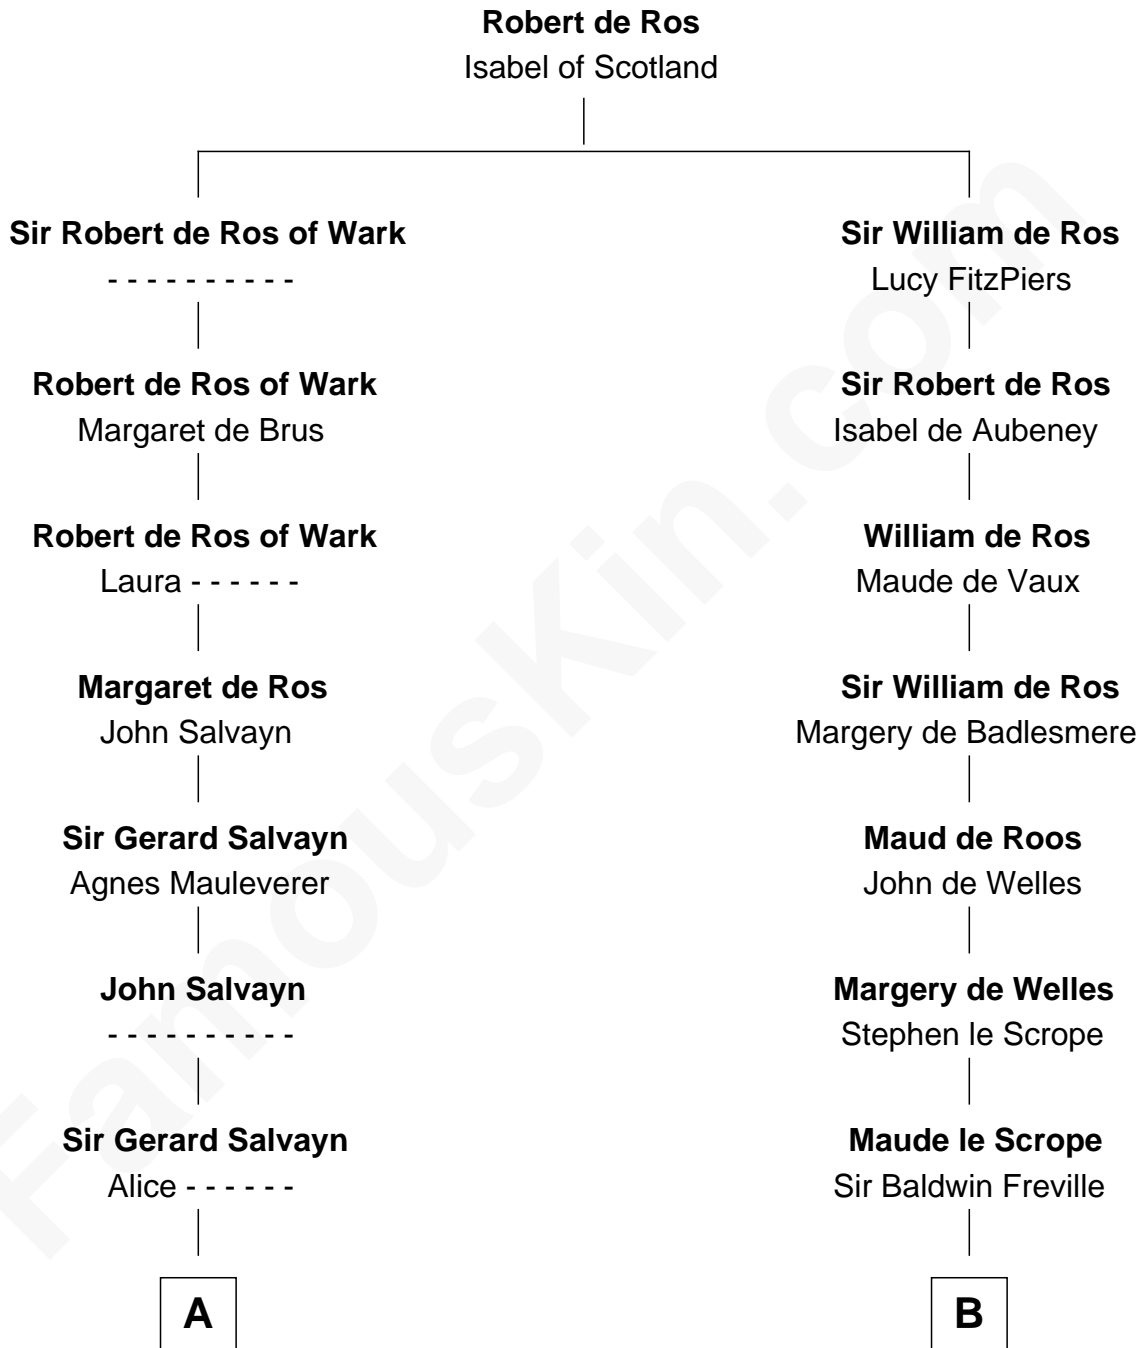 Robert de Ros
Isabel of Scotland
Sir Robert de Ros of Wark
- - - - - - - - - -
Robert de Ros of Wark
Margaret de Brus
Robert de Ros of Wark
Laura - - - - - -
Margaret de Ros
John Salvayn
Sir Gerard Salvayn
Agnes Mauleverer
John Salvayn
- - - - - - - - - -
Sir Gerard Salvayn
Alice - - - - - -
A
Sir William de Ros
Lucy FitzPiers
Sir Robert de Ros
Isabel de Aubeney
William de Ros
Maude de Vaux
Sir William de Ros
Margery de Badlesmere
Maud de Roos
John de Welles
Margery de Welles
Stephen le Scrope
Maude le Scrope
Sir Baldwin Freville
B
FamousKin.com